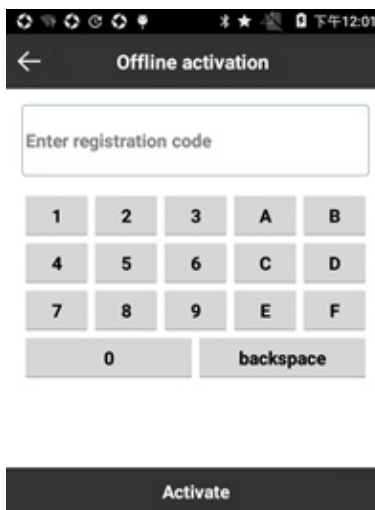 下午12:01
Offline activation
Enter registration code
1 2 3 A B
4 5 6 C D
7 8 9 E F
0 backspace
Activate